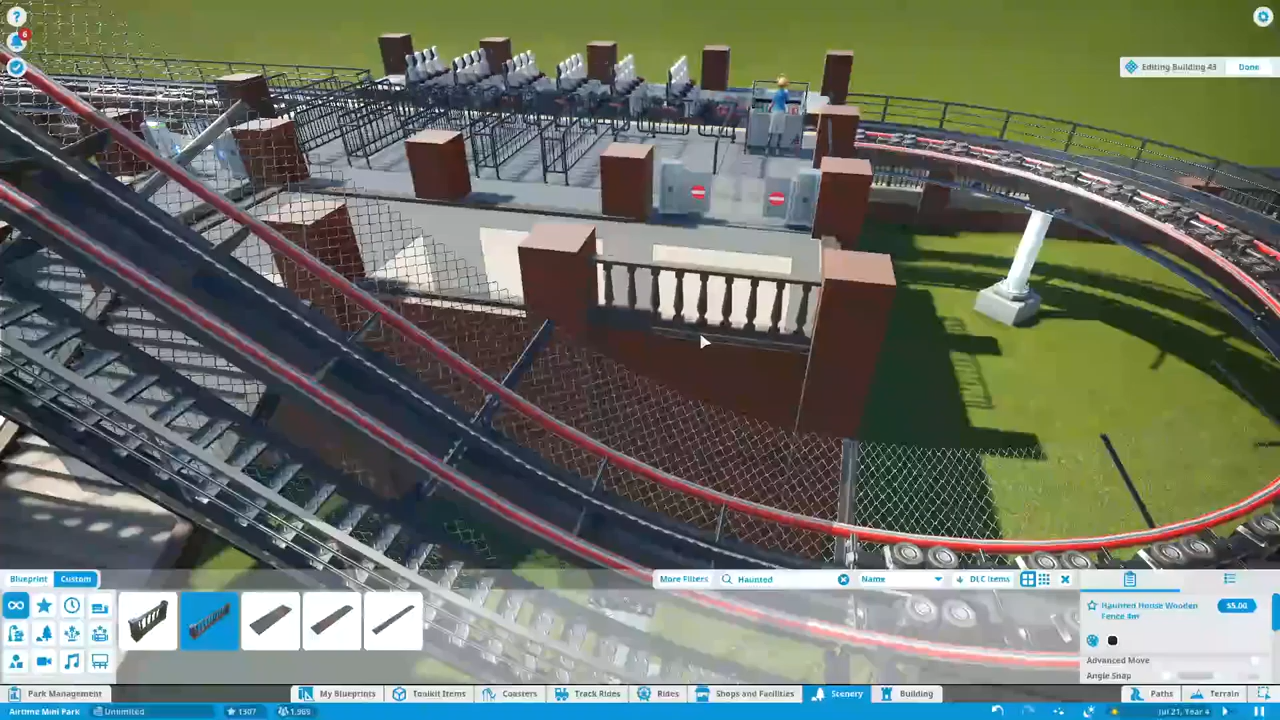 ?
6
Editing Building 43 Done
Blueprint Custom
More Filters Haunted Name DLC Items
Haunted House Wooden Fence 4m $5.00
Advanced Move
Angle Snap
Park Management My Blueprints Toolkit Items Coasters Track Rides Rides Shops and Facilities Scenery Building Paths Terrain
Airtime Mini Park Unlimited 1307 1,968 Jul 21, Year 4